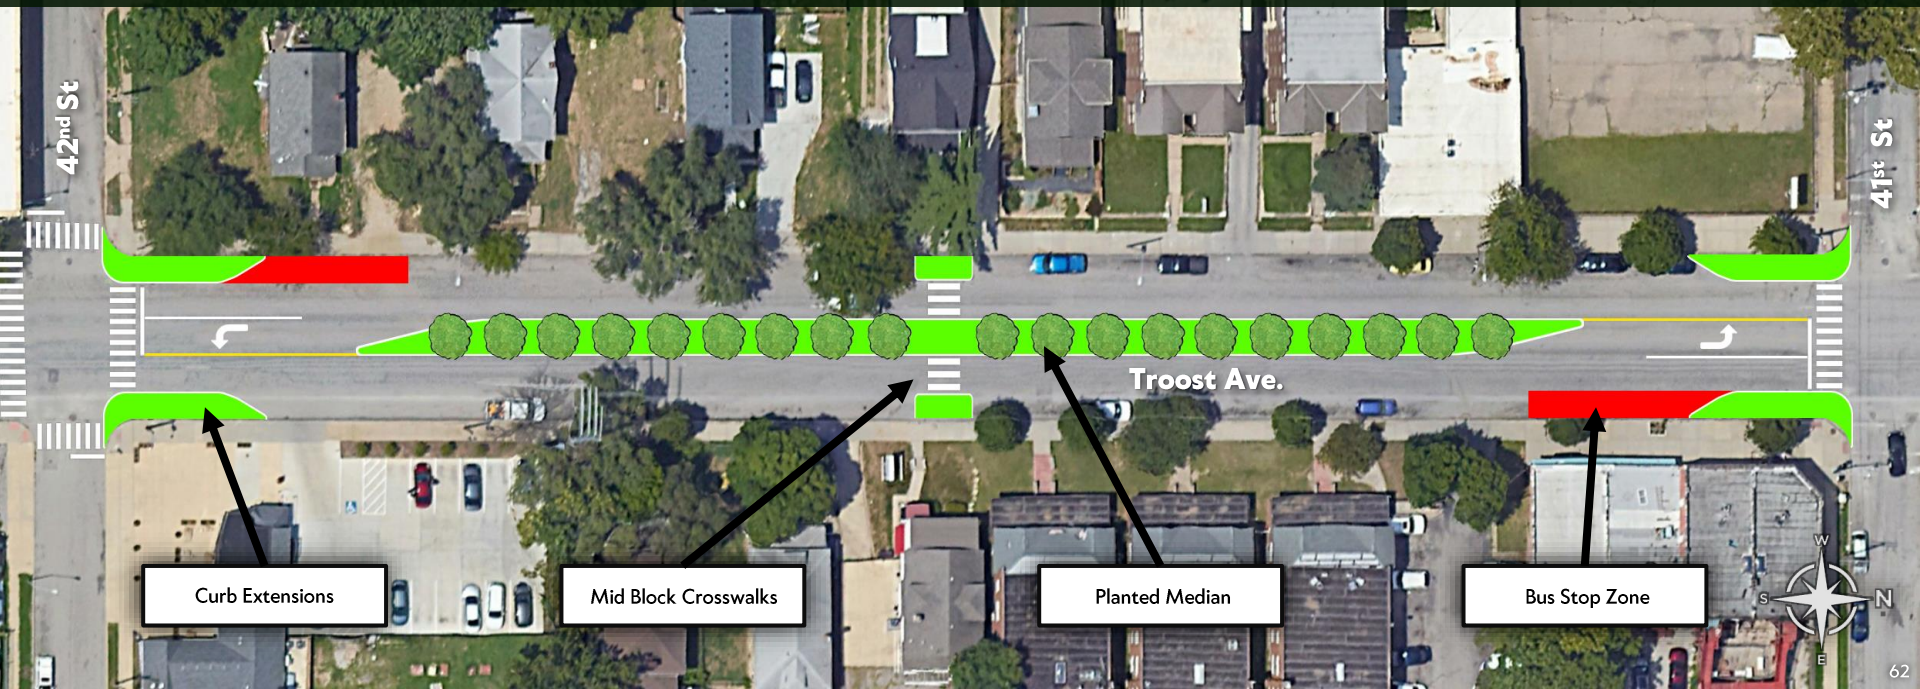 42nd St
41st St
Troost Ave.
Curb Extensions
Mid Block Crosswalks
Planted Median
Bus Stop Zone
W
S
N
E
62